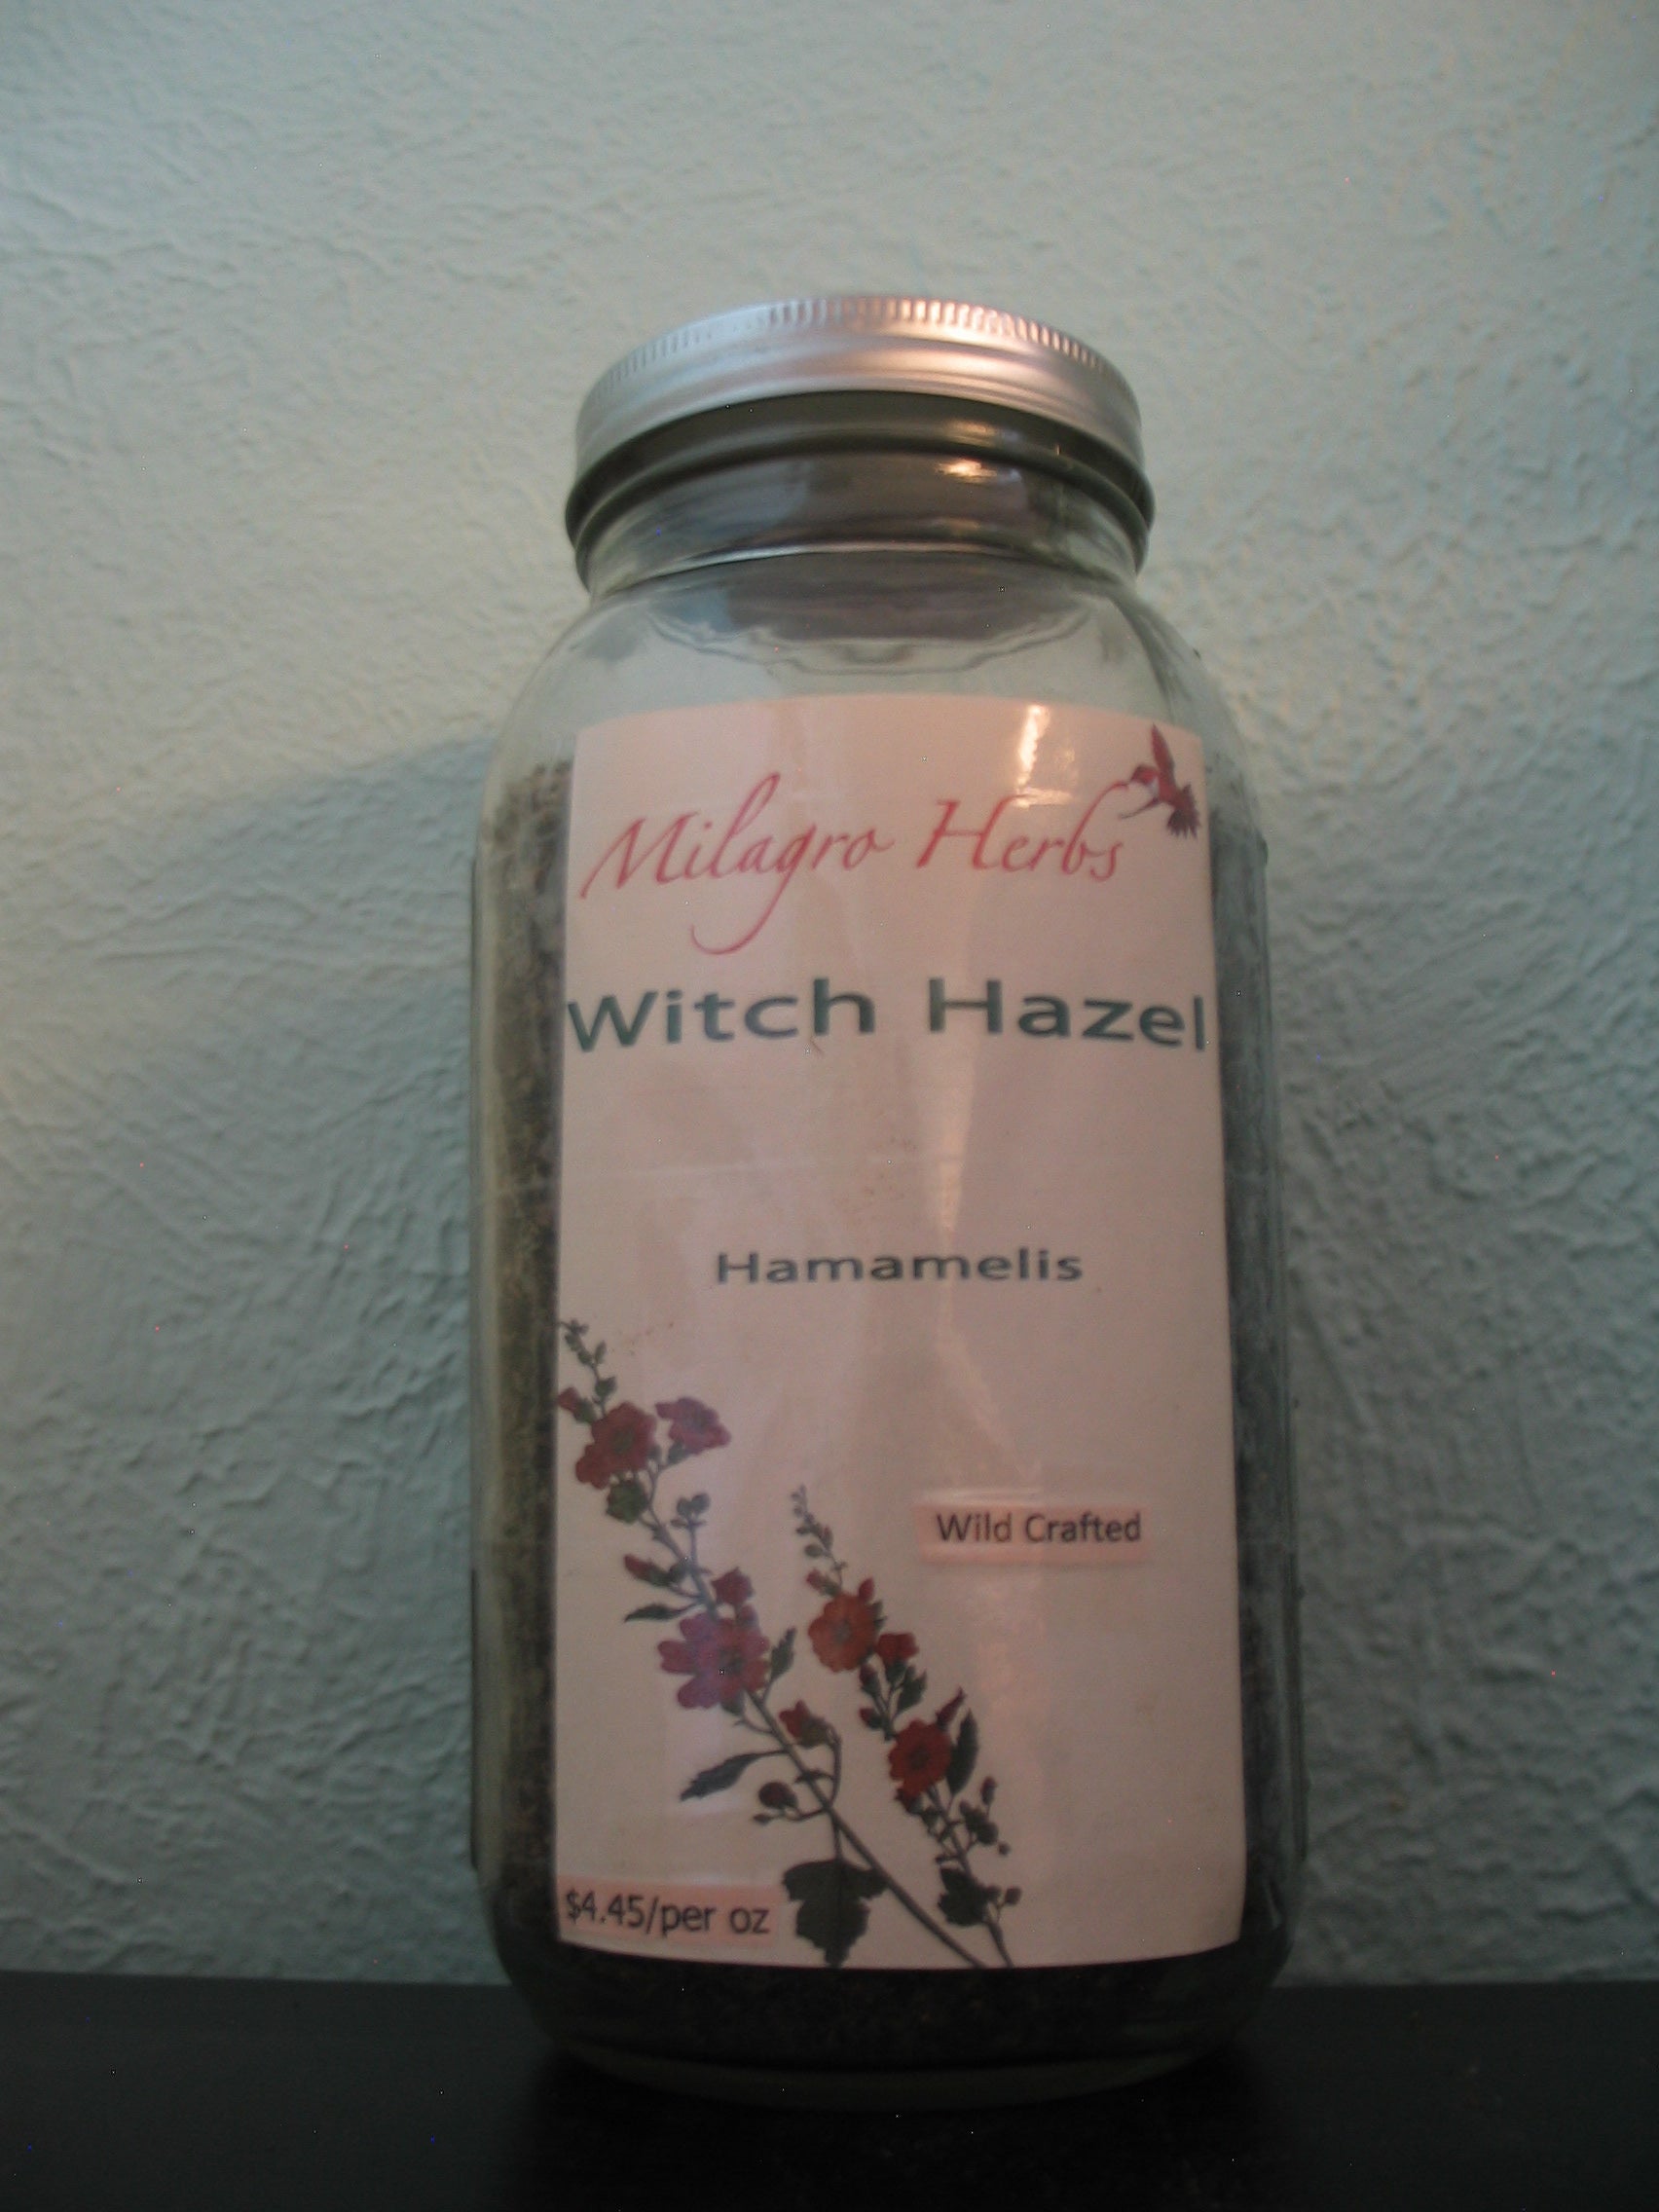 Milagro Herbs
Witch Hazel
Hamamelis
Wild Crafted
$4.45/per oz